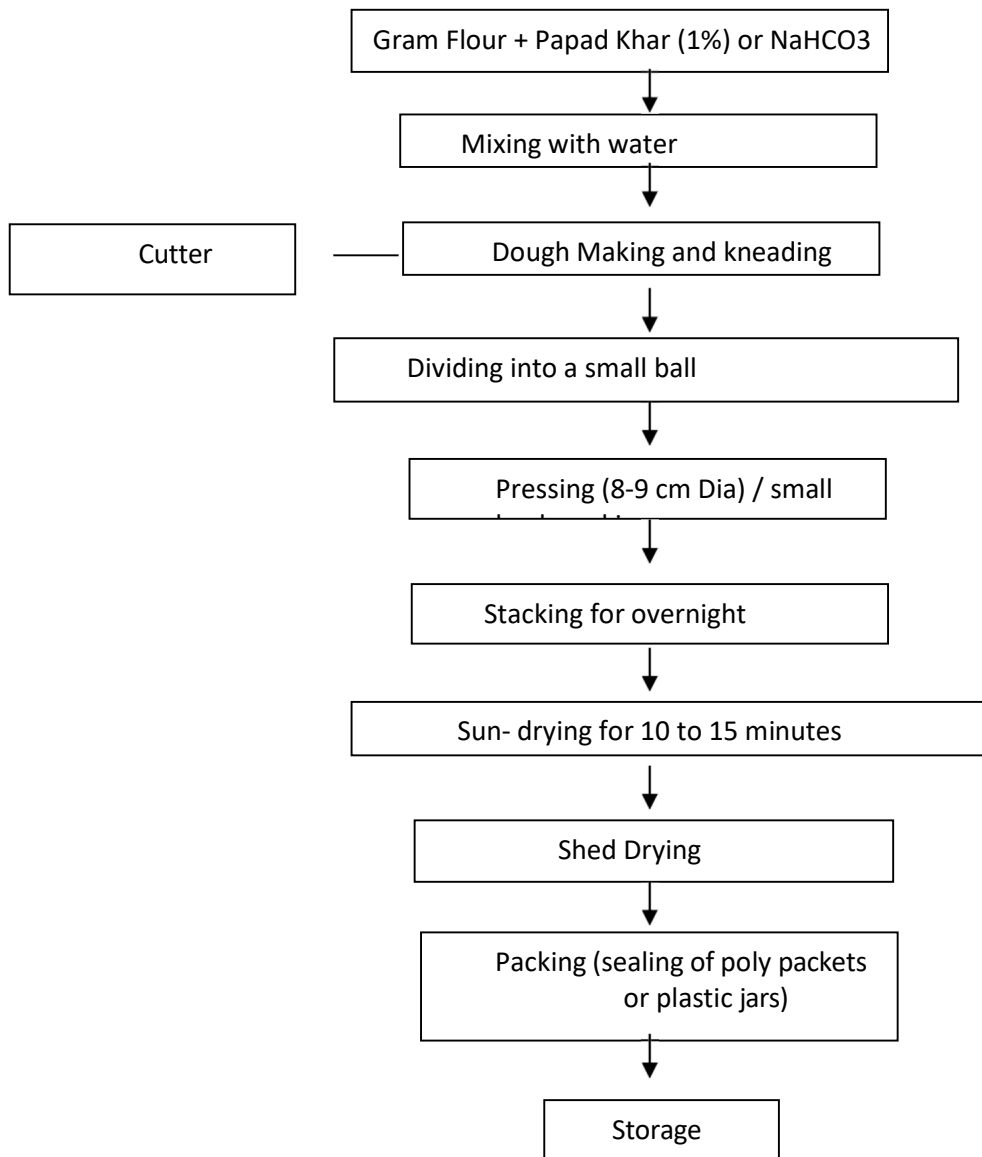 Gram Flour + Papad Khar (1%) or NaHCO3
Mixing with water
Cutter
Dough Making and kneading
Dividing into a small ball
Pressing (8-9 cm Dia) / small
Stacking for overnight
Sun- drying for 10 to 15 minutes
Shed Drying
Packing (sealing of poly packets
or plastic jars)
Storage